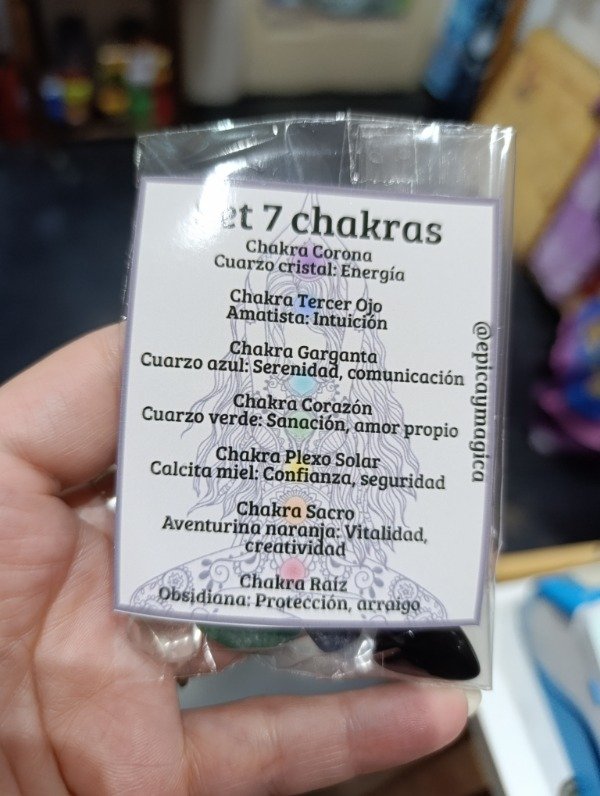 Set 7 chakras
Chakra Corona
Cuarzo cristal: Energía
Chakra Tercer Ojo
Amatista: Intuición
Chakra Garganta
Cuarzo azul: Serenidad, comunicación
Chakra Corazón
Cuarzo verde: Sanación, amor propio
Chakra Plexo Solar
Calcita miel: Confianza, seguridad
Chakra Sacro
Aventurina naranja: Vitalidad,
creatividad
Chakra Raíz
Obsidiana: Protección, arraigo
@epicaymagica